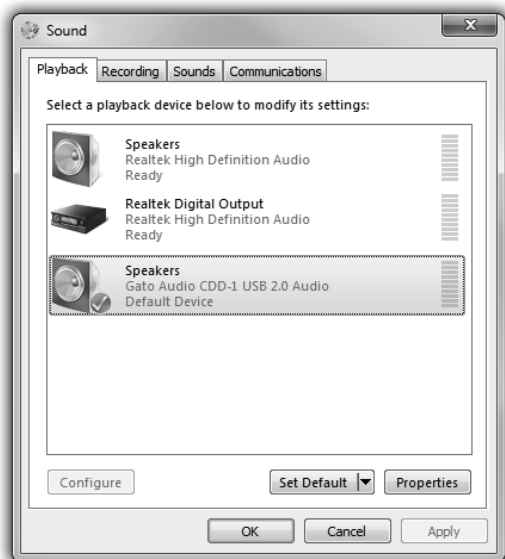 Sound
Playback Recording Sounds Communications
Select a playback device below to modify its settings:
Speakers
Realtek High Definition Audio
Ready
Realtek Digital Output
Realtek High Definition Audio
Ready
Speakers
Gato Audio CDD-1 USB 2.0 Audio
Default Device
Configure Set Default Properties
OK Cancel Apply